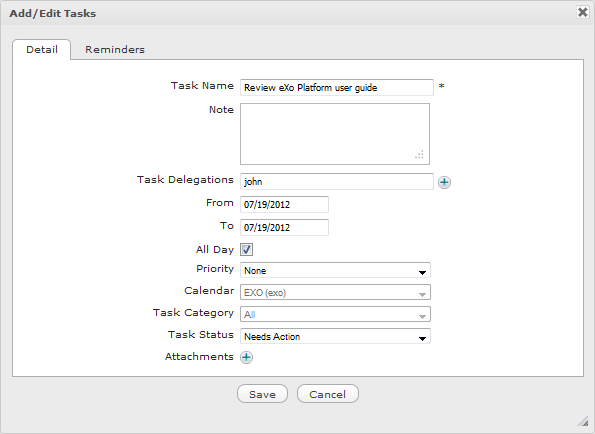 Add/Edit Tasks
Detail Reminders
Task Name Review eXo Platform user guide *
Note
Task Delegations john
From 07/19/2012
To 07/19/2012
All Day
Priority None
Calendar EXO (exo)
Task Category All
Task Status Needs Action
Attachments
Save Cancel